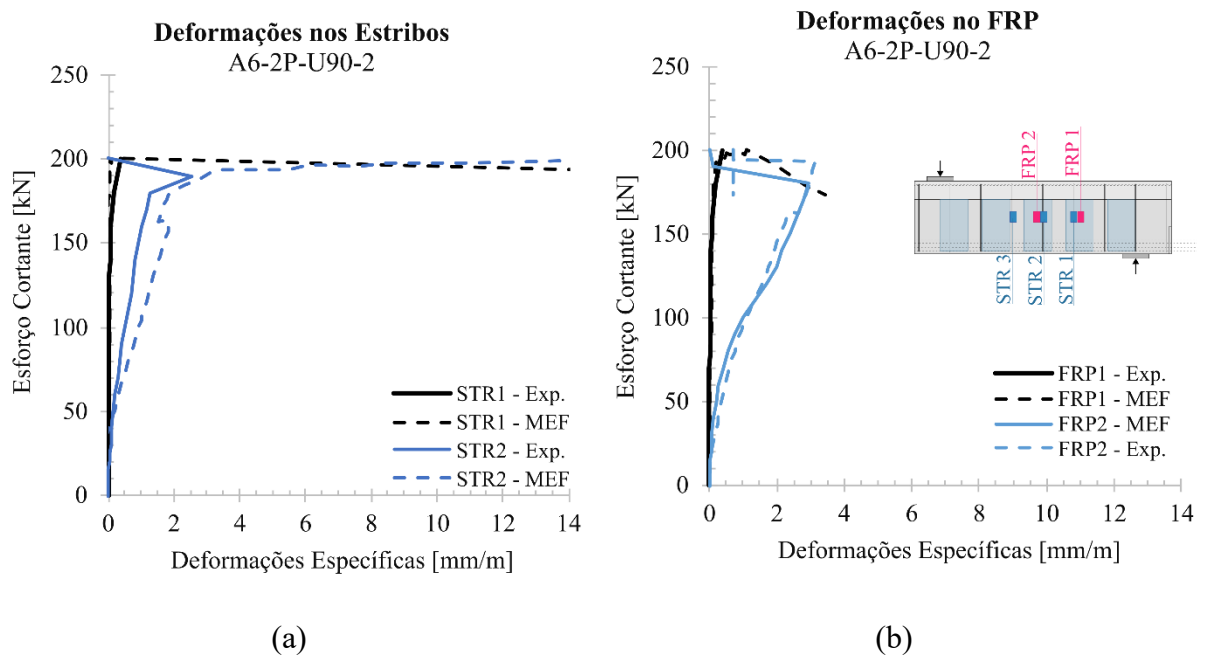 Deformações nos Estribos
A6-2P-U90-2
250
200
150
100
50
0
Esforço Cortante [kN]
STR1 - Exp.
STR1 - MEF
STR2 - Exp.
STR2 - MEF
0 2 4 6 8 10 12 14
Deformações Específicas [mm/m]
(a)
Deformações no FRP
A6-2P-U90-2
250
200
150
100
50
0
Esforço Cortante [kN]
FRP 2
FRP 1
STR 3
STR 2
STR 1
FRP1 - Exp.
FRP1 - MEF
FRP2 - MEF
FRP2 - Exp.
0 2 4 6 8 10 12 14
Deformações Específicas [mm/m]
(b)